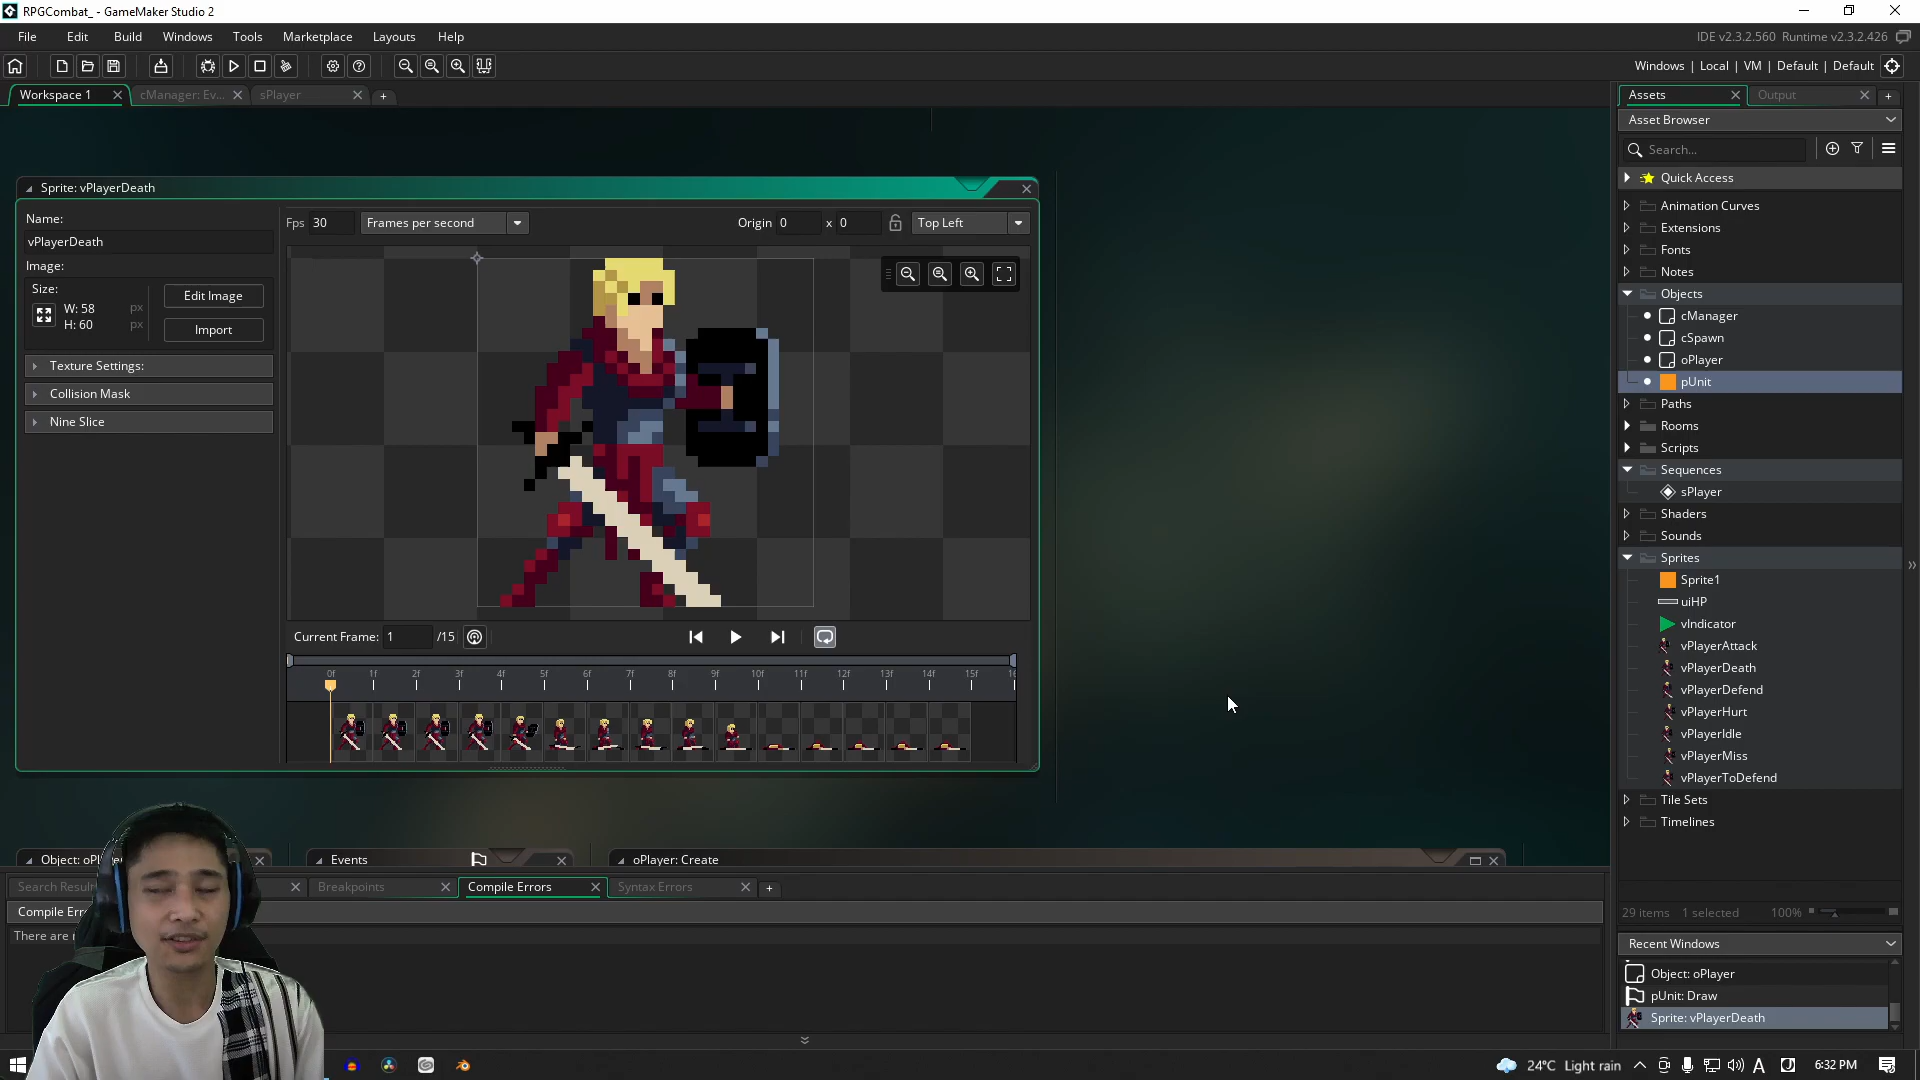 RPGCombat_ - GameMaker Studio 2
File Edit Build Windows Tools Marketplace Layouts Help
IDE v2.3.2.560 Runtime v2.3.2.426
Windows | Local | VM | Default | Default
Workspace 1
cManager: Ev...
sPlayer
Sprite: vPlayerDeath
Name:
vPlayerDeath
Image:
Size:
W: 58 px
H: 60 px
Edit Image
Import
Texture Settings:
Collision Mask
Nine Slice
Fps 30 Frames per second
Origin 0 x 0 Top Left
Current Frame: 1 /15
0f 1f 2f 3f 4f 5f 6f 7f 8f 9f 10f 11f 12f 13f 14f 15f
Events
oPlayer: Create
Breakpoints
Compile Errors
Syntax Errors
Assets
Output
Asset Browser
Search...
Quick Access
Animation Curves
Extensions
Fonts
Notes
Objects
cManager
cSpawn
oPlayer
pUnit
Paths
Rooms
Scripts
Sequences
sPlayer
Shaders
Sounds
Sprites
Sprite1
uiHP
vIndicator
vPlayerAttack
vPlayerDeath
vPlayerDefend
vPlayerHurt
vPlayerIdle
vPlayerMiss
vPlayerToDefend
Tile Sets
Timelines
29 items 1 selected 100%
Recent Windows
Object: oPlayer
pUnit: Draw
Sprite: vPlayerDeath
24°C Light rain
A
6:32 PM